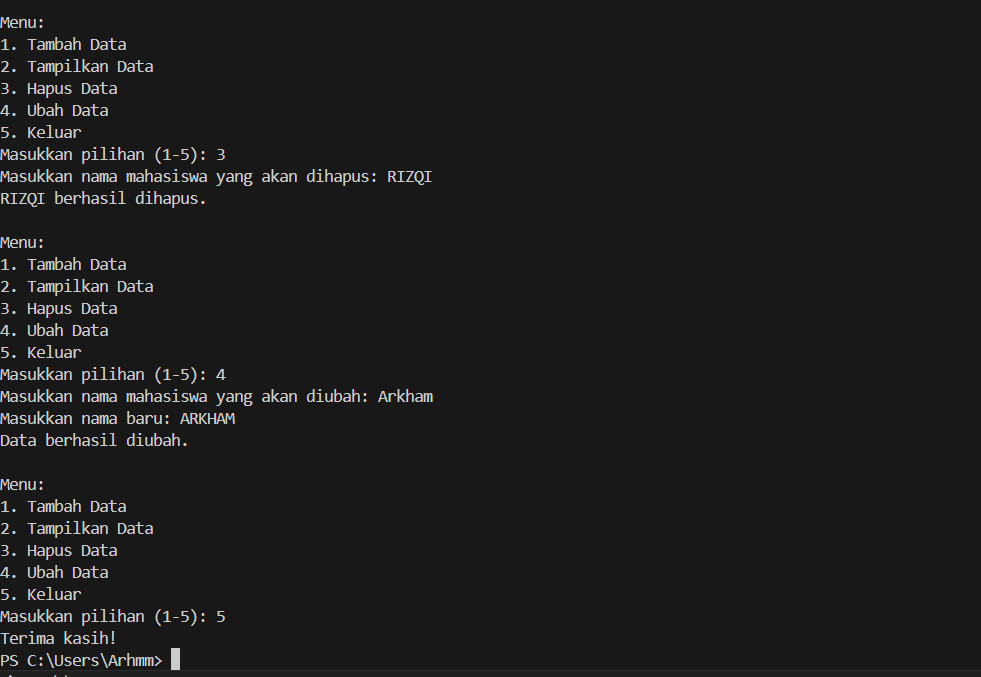 Menu:
1. Tambah Data
2. Tampilkan Data
3. Hapus Data
4. Ubah Data
5. Keluar
Masukkan pilihan (1-5): 3
Masukkan nama mahasiswa yang akan dihapus: RIZQI
RIZQI berhasil dihapus.
Menu:
1. Tambah Data
2. Tampilkan Data
3. Hapus Data
4. Ubah Data
5. Keluar
Masukkan pilihan (1-5): 4
Masukkan nama mahasiswa yang akan diubah: Arkham
Masukkan nama baru: ARKHAM
Data berhasil diubah.
Menu:
1. Tambah Data
2. Tampilkan Data
3. Hapus Data
4. Ubah Data
5. Keluar
Masukkan pilihan (1-5): 5
Terima kasih!
PS C:\Users\Arhmm>